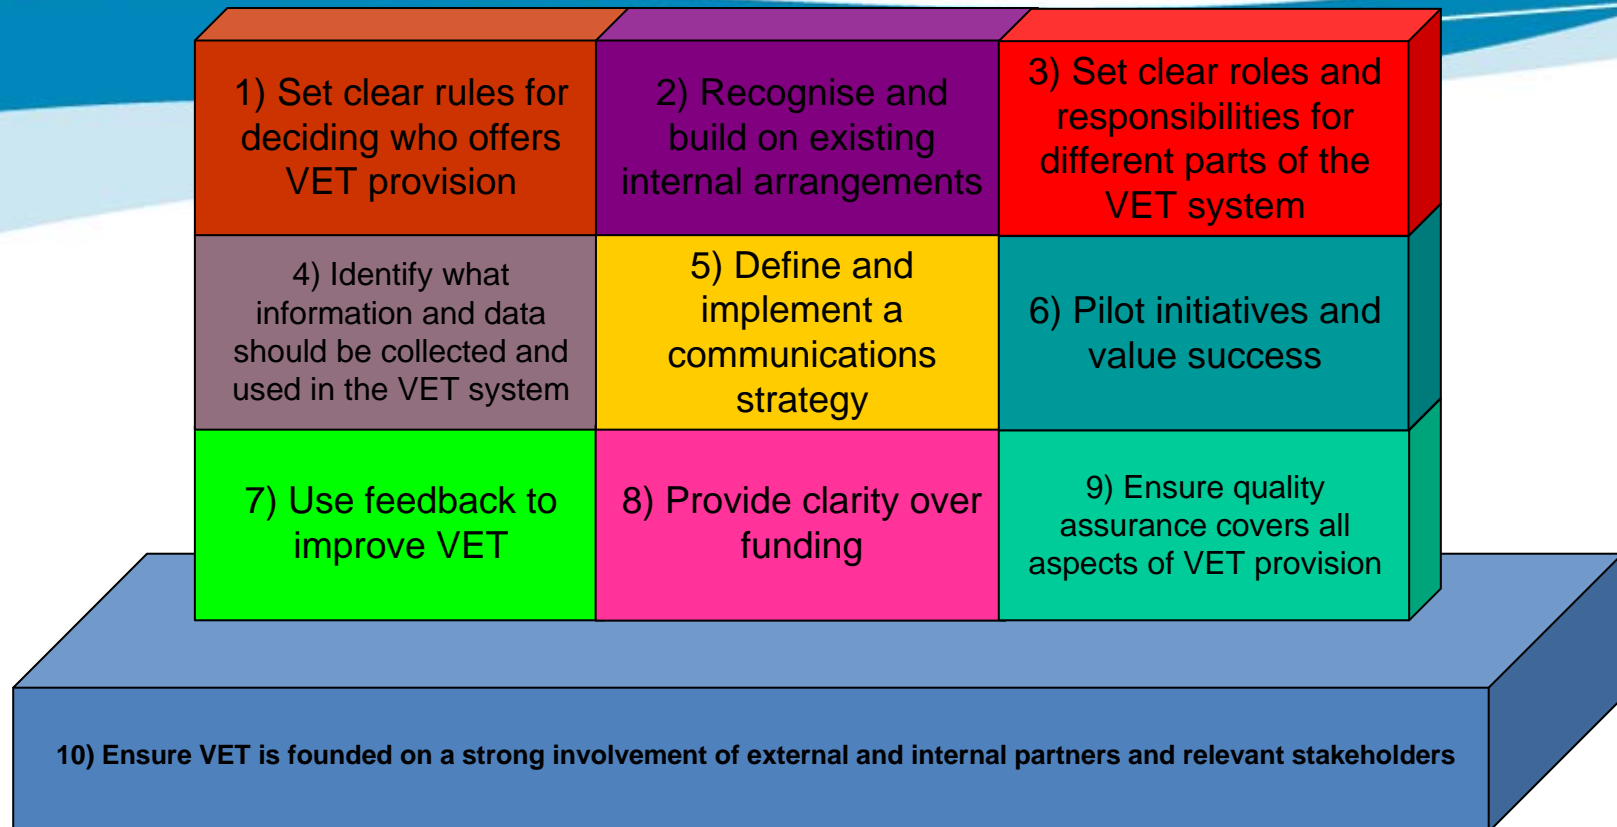 1) Set clear rules for
deciding who offers
VET provision
2) Recognise and
build on existing
internal arrangements
3) Set clear roles and
responsibilities for
different parts of the
VET system
4) Identify what
information and data
should be collected and
used in the VET system
5) Define and
implement a
communications
strategy
6) Pilot initiatives and
value success
7) Use feedback to
improve VET
8) Provide clarity over
funding
9) Ensure quality
assurance covers all
aspects of VET provision
10) Ensure VET is founded on a strong involvement of external and internal partners and relevant stakeholders